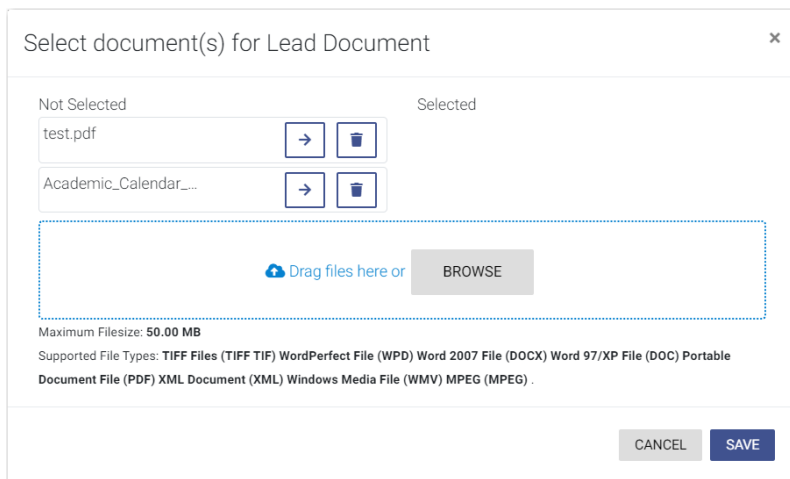 Select document(s) for Lead Document
×
Not Selected
Selected
test.pdf
Academic_Calendar_...
Drag files here or
BROWSE
Maximum Filesize: 50.00 MB
Supported File Types: TIFF Files (TIFF TIF) WordPerfect File (WPD) Word 2007 File (DOCX) Word 97/XP File (DOC) Portable
Document File (PDF) XML Document (XML) Windows Media File (WMV) MPEG (MPEG) .
CANCEL
SAVE